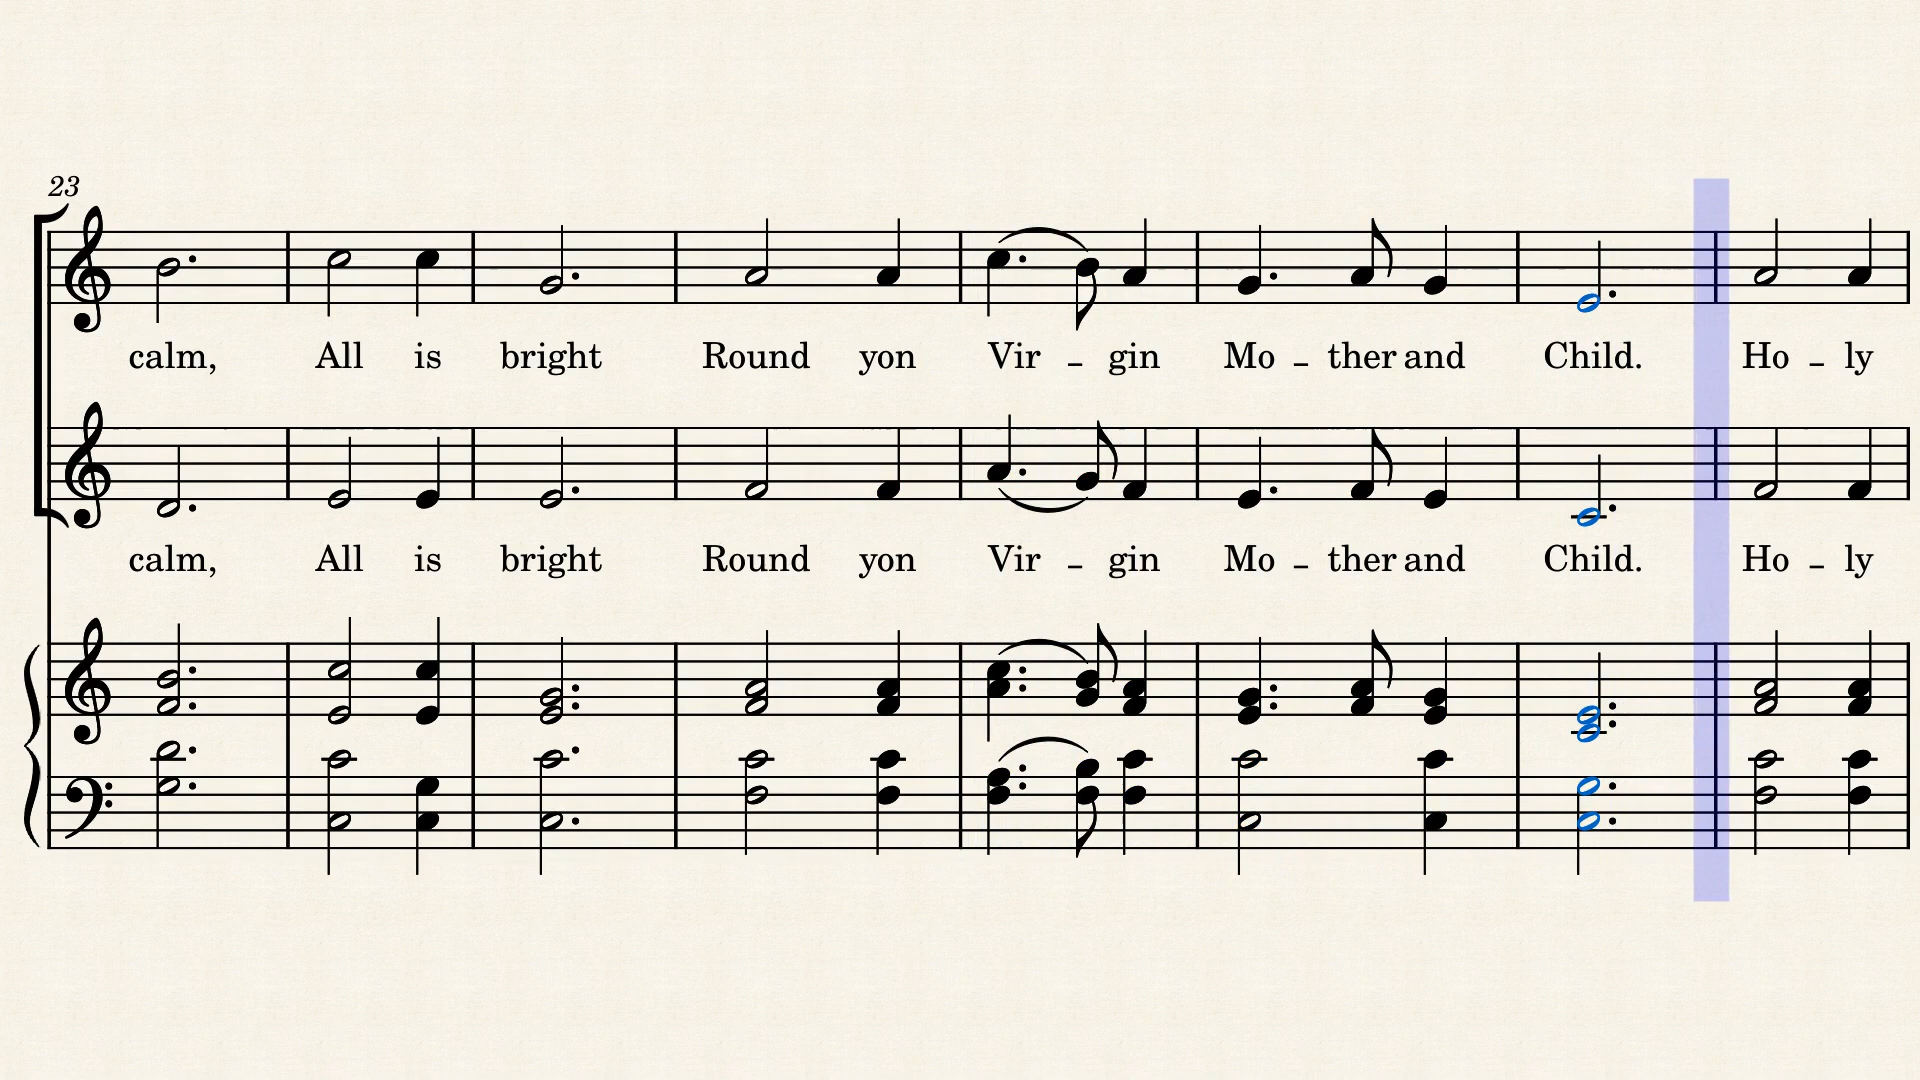 23
calm, All is bright Round yon Vir - gin Mo - ther and Child. Ho - ly
calm, All is bright Round yon Vir - gin Mo - ther and Child. Ho - ly